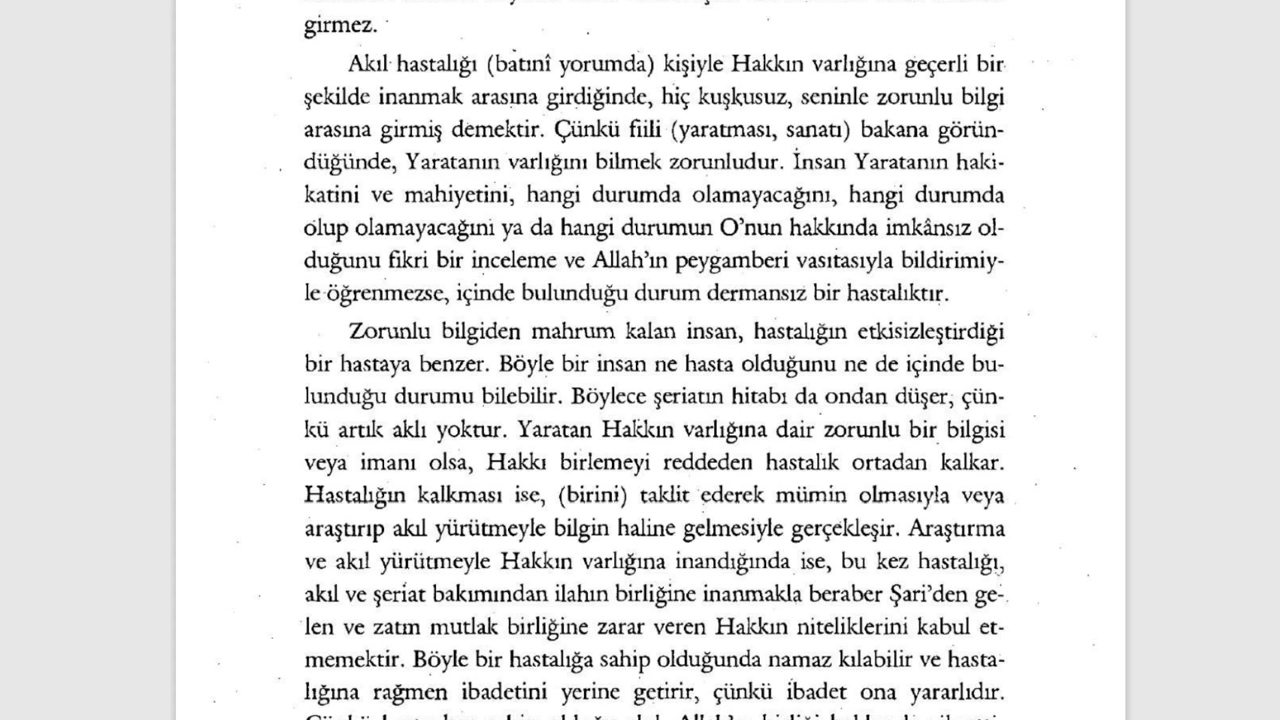 girmez.
Akıl hastalığı (batınî yorumda) kişiyle Hakkın varlığına geçerli bir
şekilde inanmak arasına girdiğinde, hiç kuşkusuz, seninle zorunlu bilgi
arasına girmiş demektir. Çünkü fiili (yaratması, sanatı) bakana görün-
düğünde, Yaratanın varlığını bilmek zorunludur. İnsan Yaratanın haki-
katini ve mahiyetini, hangi durumda olamayacağını, hangi durumda
olup olamayacağını ya da hangi durumun O'nun hakkında imkânsız ol-
duğunu fikri bir inceleme ve Allah'ın peygamberi vasıtasıyla bildirimiy-
le öğrenmezse, içinde bulunduğu durum dermansız bir hastalıktır.
Zorunlu bilgiden mahrum kalan insan, hastalığın etkisizleştirdiği
bir hastaya benzer. Böyle bir insan ne hasta olduğunu ne de içinde bu-
lunduğu durumu bilebilir. Böylece şeriatın hitabı da ondan düşer, çün-
kü artık aklı yoktur. Yaratan Hakkın varlığına dair zorunlu bir bilgisi
veya imanı olsa, Hakkı birlemeyi reddeden hastalık ortadan kalkar.
Hastalığın kalkması ise, (birini) taklit ederek mümin olmasıyla veya
araştırıp akıl yürütmeyle bilgin haline gelmesiyle gerçekleşir. Araştırma
ve akıl yürütmeyle Hakkın varlığına inandığında ise, bu kez hastalığı,
akıl ve şeriat bakımından ilahın birliğine inanmakla beraber Şari'den ge-
len ve zatın mutlak birliğine zarar veren Hakkın niteliklerini kabul et-
memektir. Böyle bir hastalığa sahip olduğunda namaz kılabilir ve hasta-
lığına rağmen ibadetini yerine getirir, çünkü ibadet ona yararlıdır.